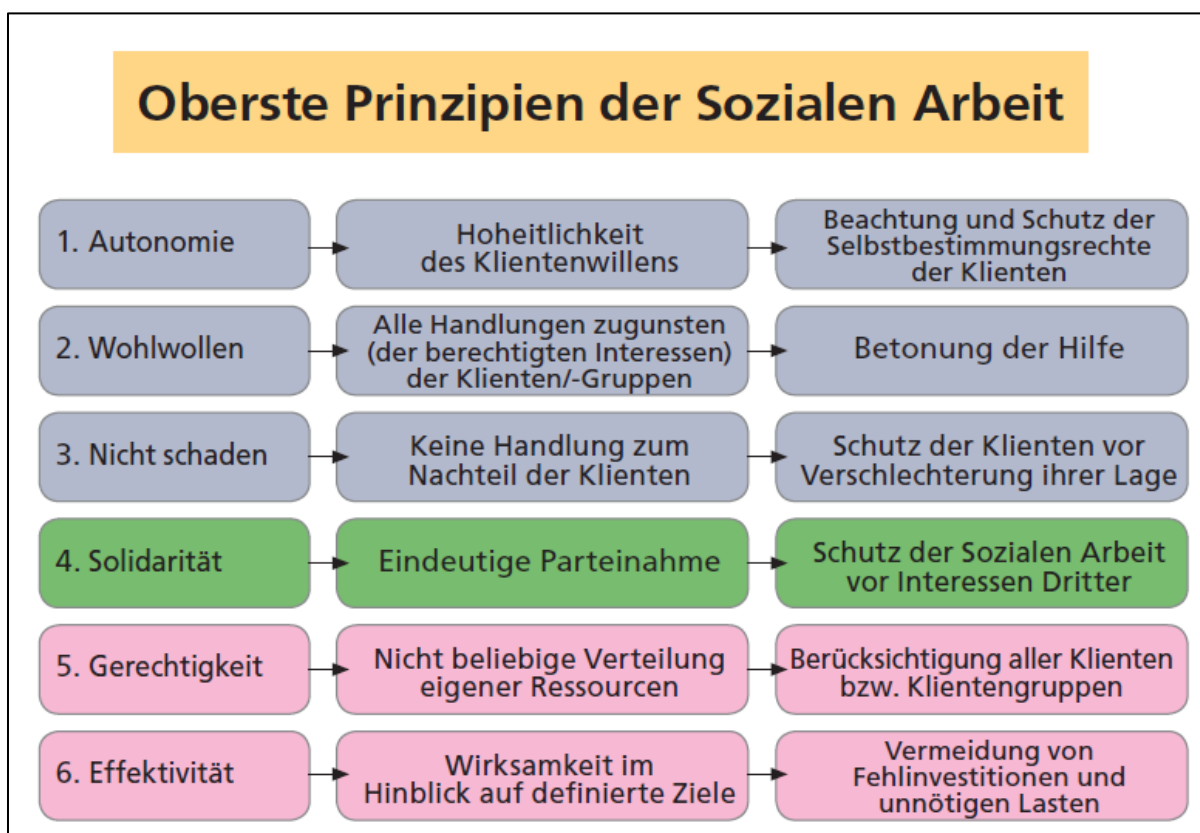 Oberste Prinzipien der Sozialen Arbeit
1. Autonomie
Hoheitlichkeit
des Klientenwillens
Beachtung und Schutz der
Selbstbestimmungsrechte
der Klienten
2. Wohlwollen
Alle Handlungen zugunsten
(der berechtigten Interessen)
der Klienten/-Gruppen
Betonung der Hilfe
3. Nicht schaden
Keine Handlung zum
Nachteil der Klienten
Schutz der Klienten vor
Verschlechterung ihrer Lage
4. Solidarität
Eindeutige Parteinahme
Schutz der Sozialen Arbeit
vor Interessen Dritter
5. Gerechtigkeit
Nicht beliebige Verteilung
eigener Ressourcen
Berücksichtigung aller Klienten
bzw. Klientengruppen
6. Effektivität
Wirksamkeit im
Hinblick auf definierte Ziele
Vermeidung von
Fehlinvestitionen und
unnötigen Lasten